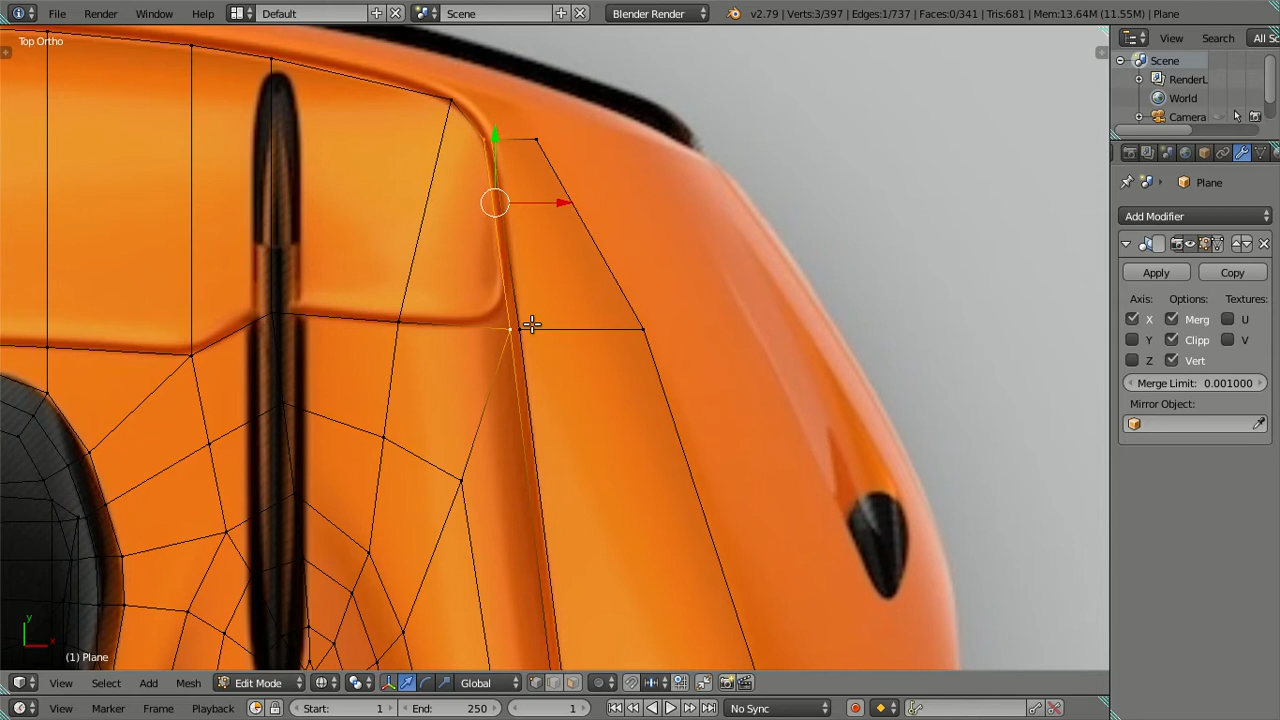 File Render Window Help Default Scene Blender Render v2.79 | Verts:3/397 | Edges:1/737 | Faces:0/341 | Tris:681 | Mem:13.64M (11.55M) | Plane
Top Ortho
View Search All Sc
Scene
RenderL
World
Camera
Plane
Add Modifier
Apply Copy
Axis: Options: Textures:
X Merg U
Y Clipp V
Z Vert
Merge Limit: 0.001000
Mirror Object:
y
x
(1) Plane
View Select Add Mesh Edit Mode Global
View Marker Frame Playback Start: 1 End: 250 1 No Sync